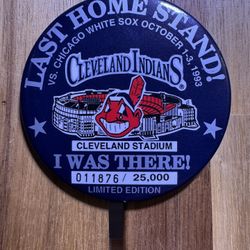 LAST HOME STAND!
VS. CHICAGO WHITE SOX OCTOBER 1-3, 1993
CLEVELAND INDIANS
CLEVELAND STADIUM
I WAS THERE!
011876 / 25,000
LIMITED EDITION